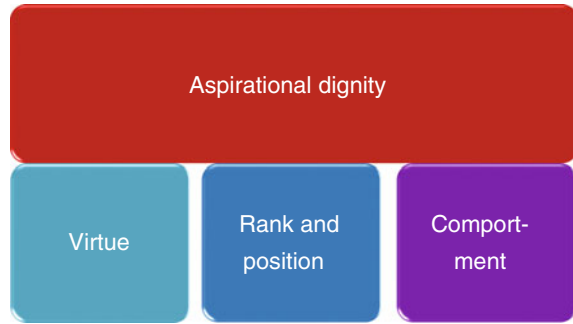 Aspirational dignity
Virtue
Rank and
position
Comport-
ment